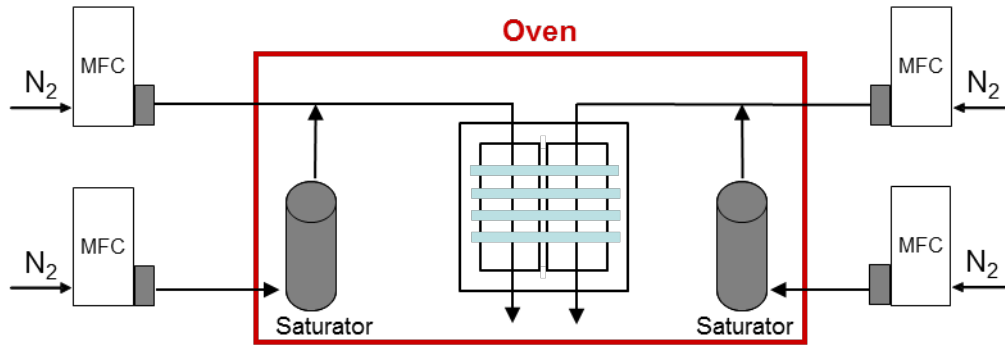 Oven
MFC
MFC
N₂
N₂
MFC
MFC
N₂
N₂
Saturator
Saturator